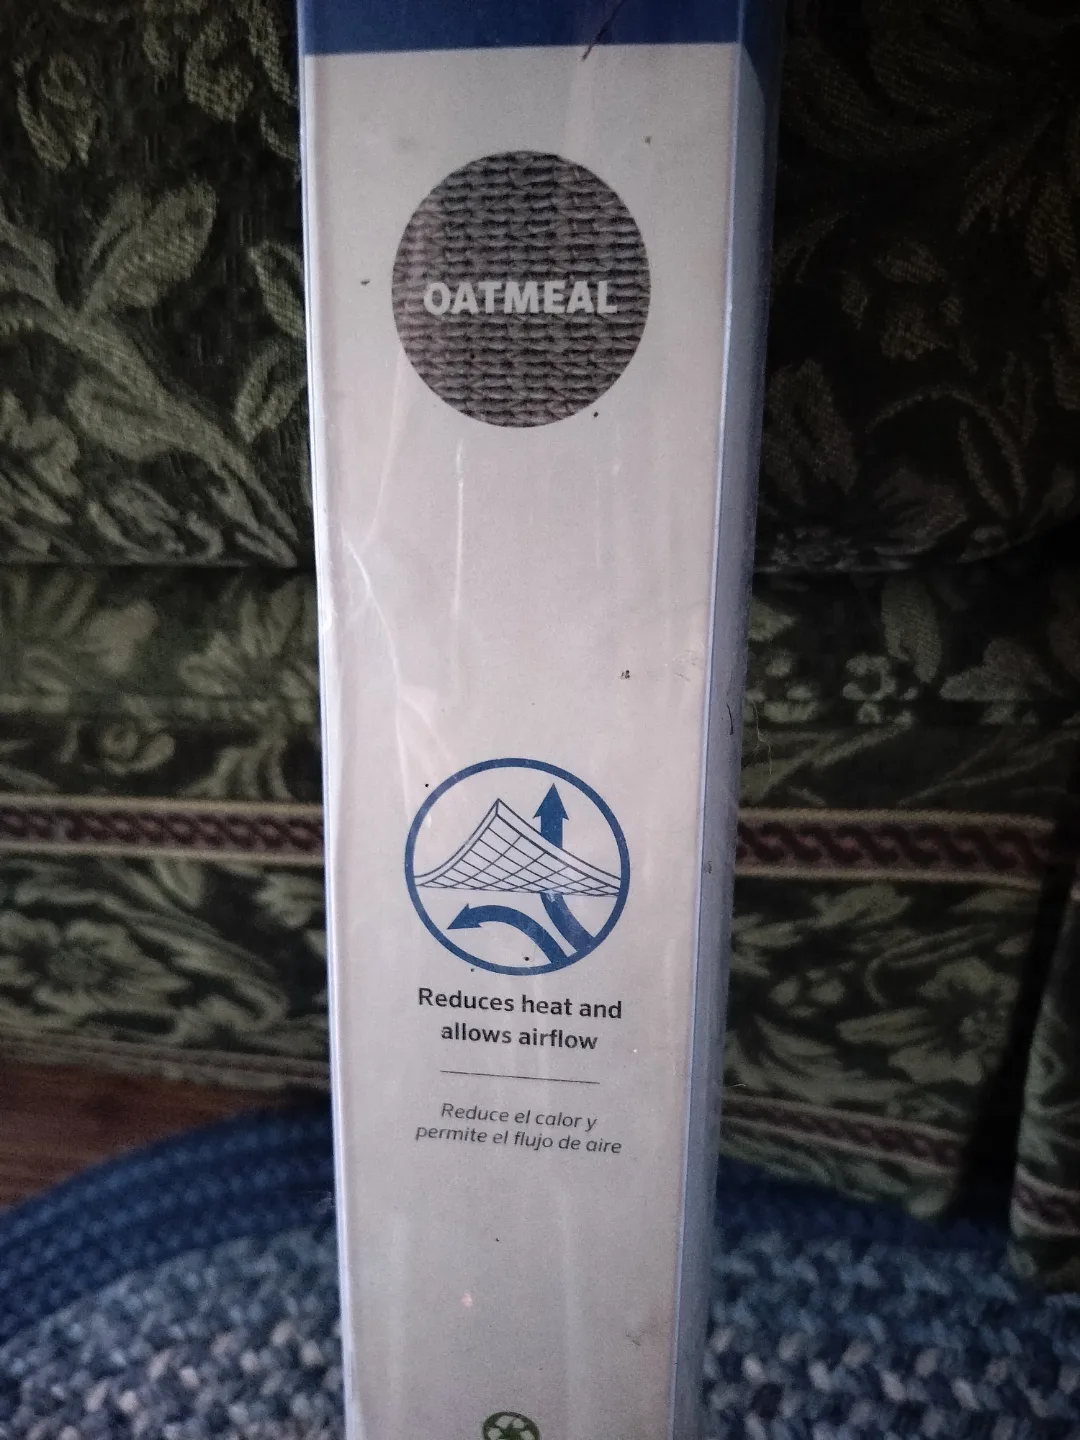 OATMEAL
Reduces heat and
allows airflow
Reduce el calor y
permite el flujo de aire